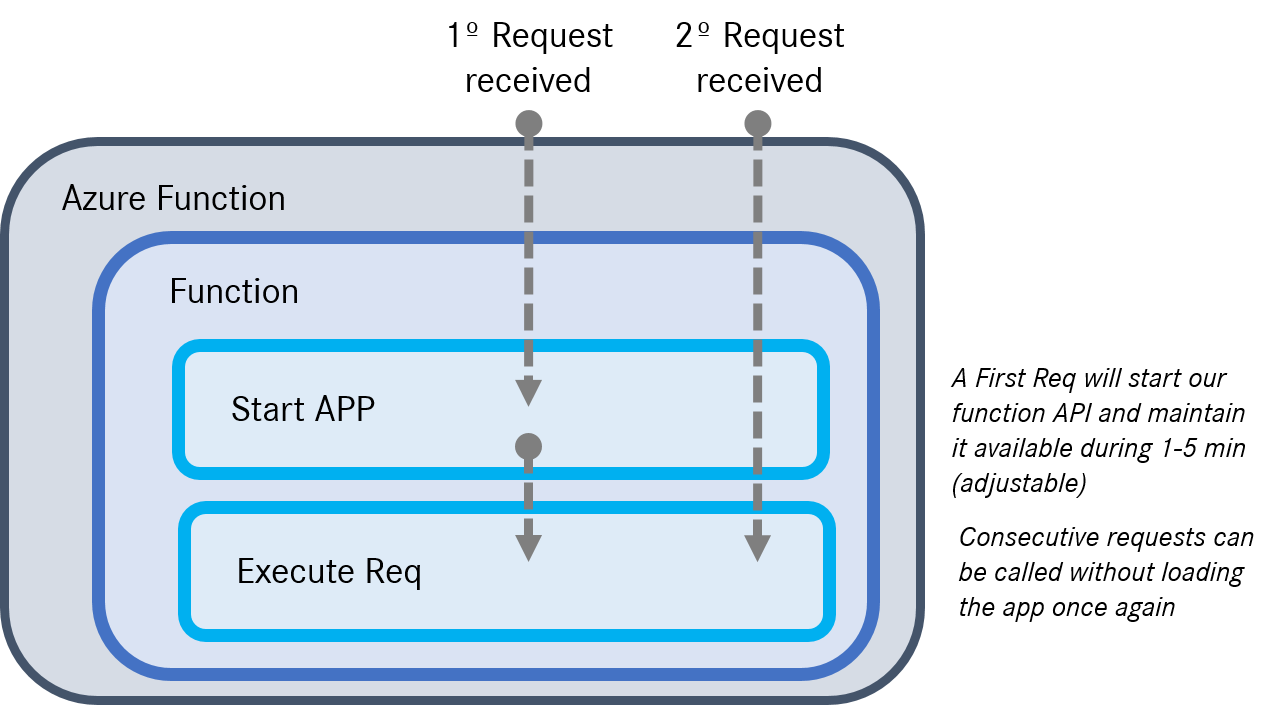 1º Request
received
2º Request
received
Azure Function
Function
Start APP
Execute Req
A First Req will start our
function API and maintain
it available during 1-5 min
(adjustable)
Consecutive requests can
be called without loading
the app once again